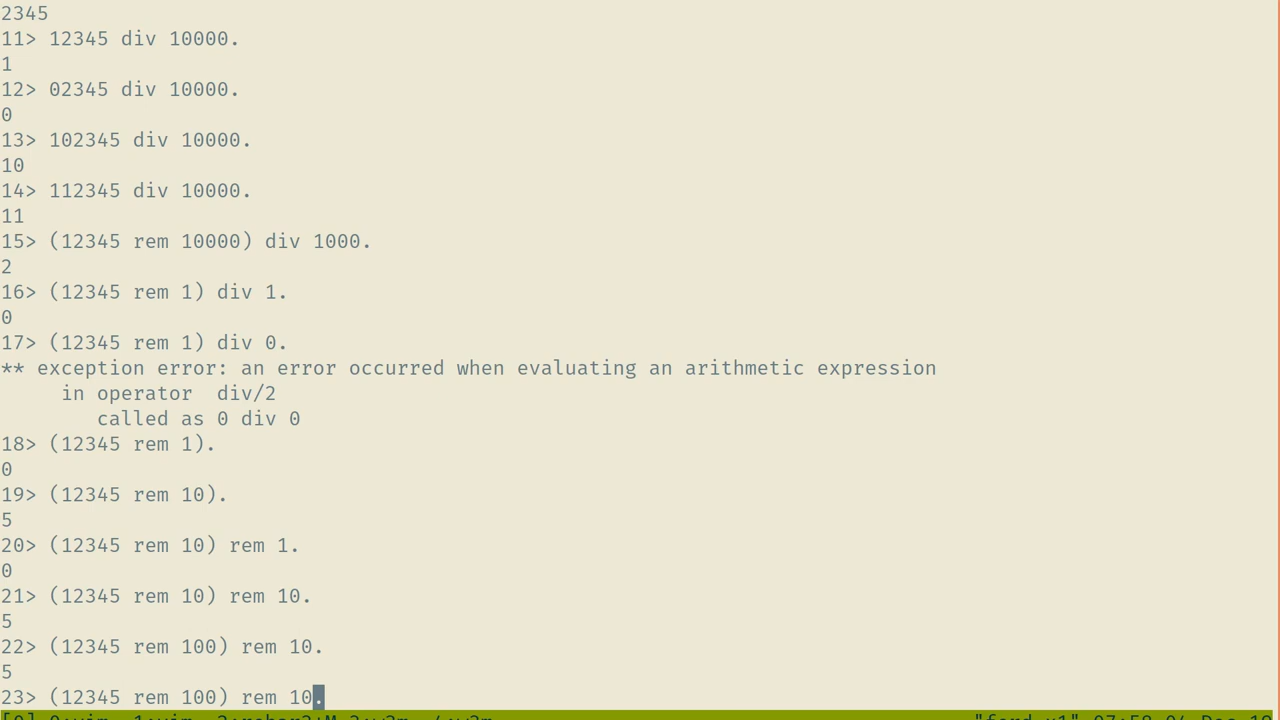 2345
11> 12345 div 10000.
1
12> 02345 div 10000.
0
13> 102345 div 10000.
10
14> 112345 div 10000.
11
15> (12345 rem 10000) div 1000.
2
16> (12345 rem 1) div 1.
0
17> (12345 rem 1) div 0.
** exception error: an error occurred when evaluating an arithmetic expression
     in operator  div/2
        called as 0 div 0
18> (12345 rem 1).
0
19> (12345 rem 10).
5
20> (12345 rem 10) rem 1.
0
21> (12345 rem 10) rem 10.
5
22> (12345 rem 100) rem 10.
5
23> (12345 rem 100) rem 10.